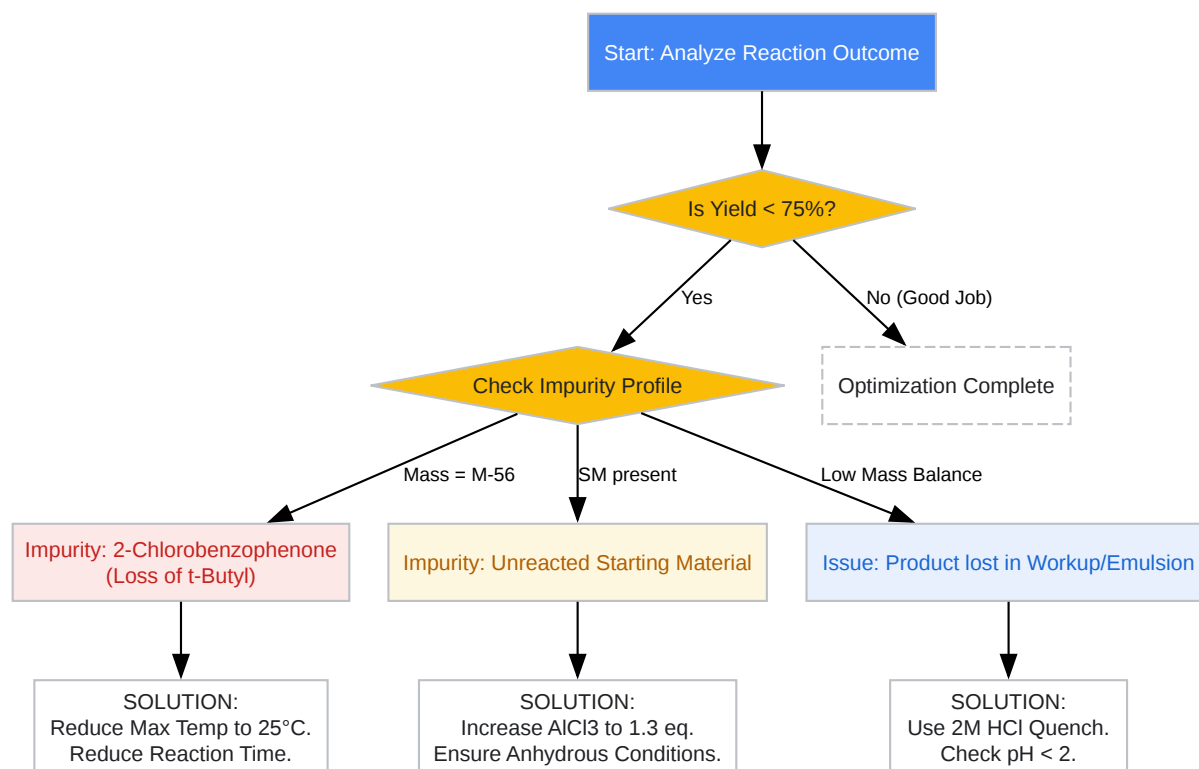 Start: Analyze Reaction Outcome
Is Yield < 75%?
Yes
No (Good Job)
Check Impurity Profile
Optimization Complete
Mass = M-56
SM present
Low Mass Balance
Impurity: 2-Chlorobenzophenone
(Loss of t-Butyl)
Impurity: Unreacted Starting Material
Issue: Product lost in Workup/Emulsion
SOLUTION:
Reduce Max Temp to 25°C.
Reduce Reaction Time.
SOLUTION:
Increase AlCl3 to 1.3 eq.
Ensure Anhydrous Conditions.
SOLUTION:
Use 2M HCl Quench.
Check pH < 2.